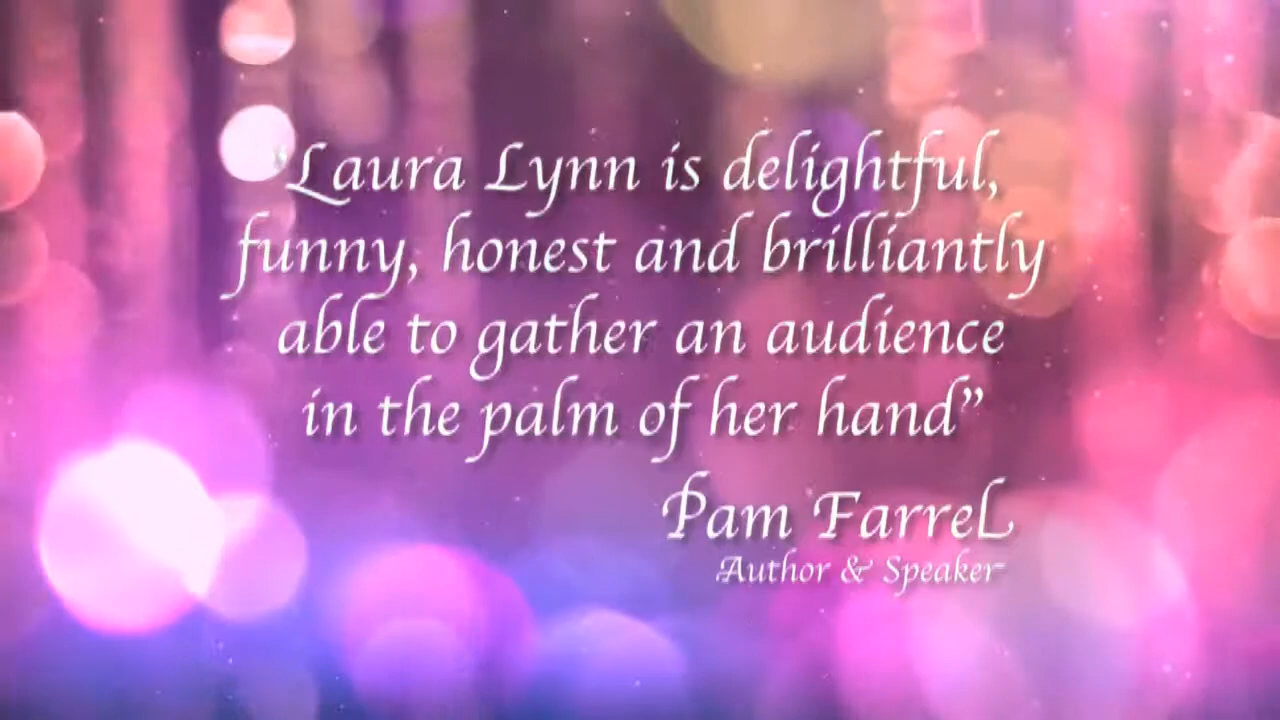 "Laura Lynn is delightful,
funny, honest and brilliantly
able to gather an audience
in the palm of her hand”
Pam Farrel
Author & Speaker